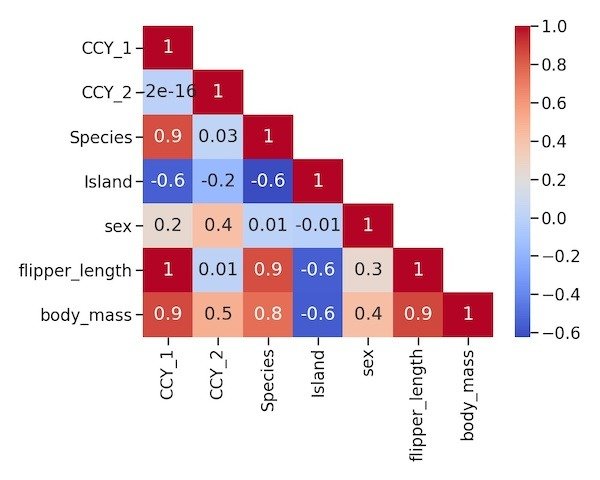 CCY_1 1 1.0
CCY_2 2e-16 1 0.8
Species 0.9 0.03 1 0.6
Island -0.6 -0.2 -0.6 1 0.4
sex 0.2 0.4 0.01 -0.01 1 0.2
flipper_length 1 0.01 0.9 -0.6 0.3 1 0.0
body_mass 0.9 0.5 0.8 -0.6 0.4 0.9 1 −0.2
−0.4
−0.6
CCY_1 CCY_2 Species Island sex flipper_length body_mass